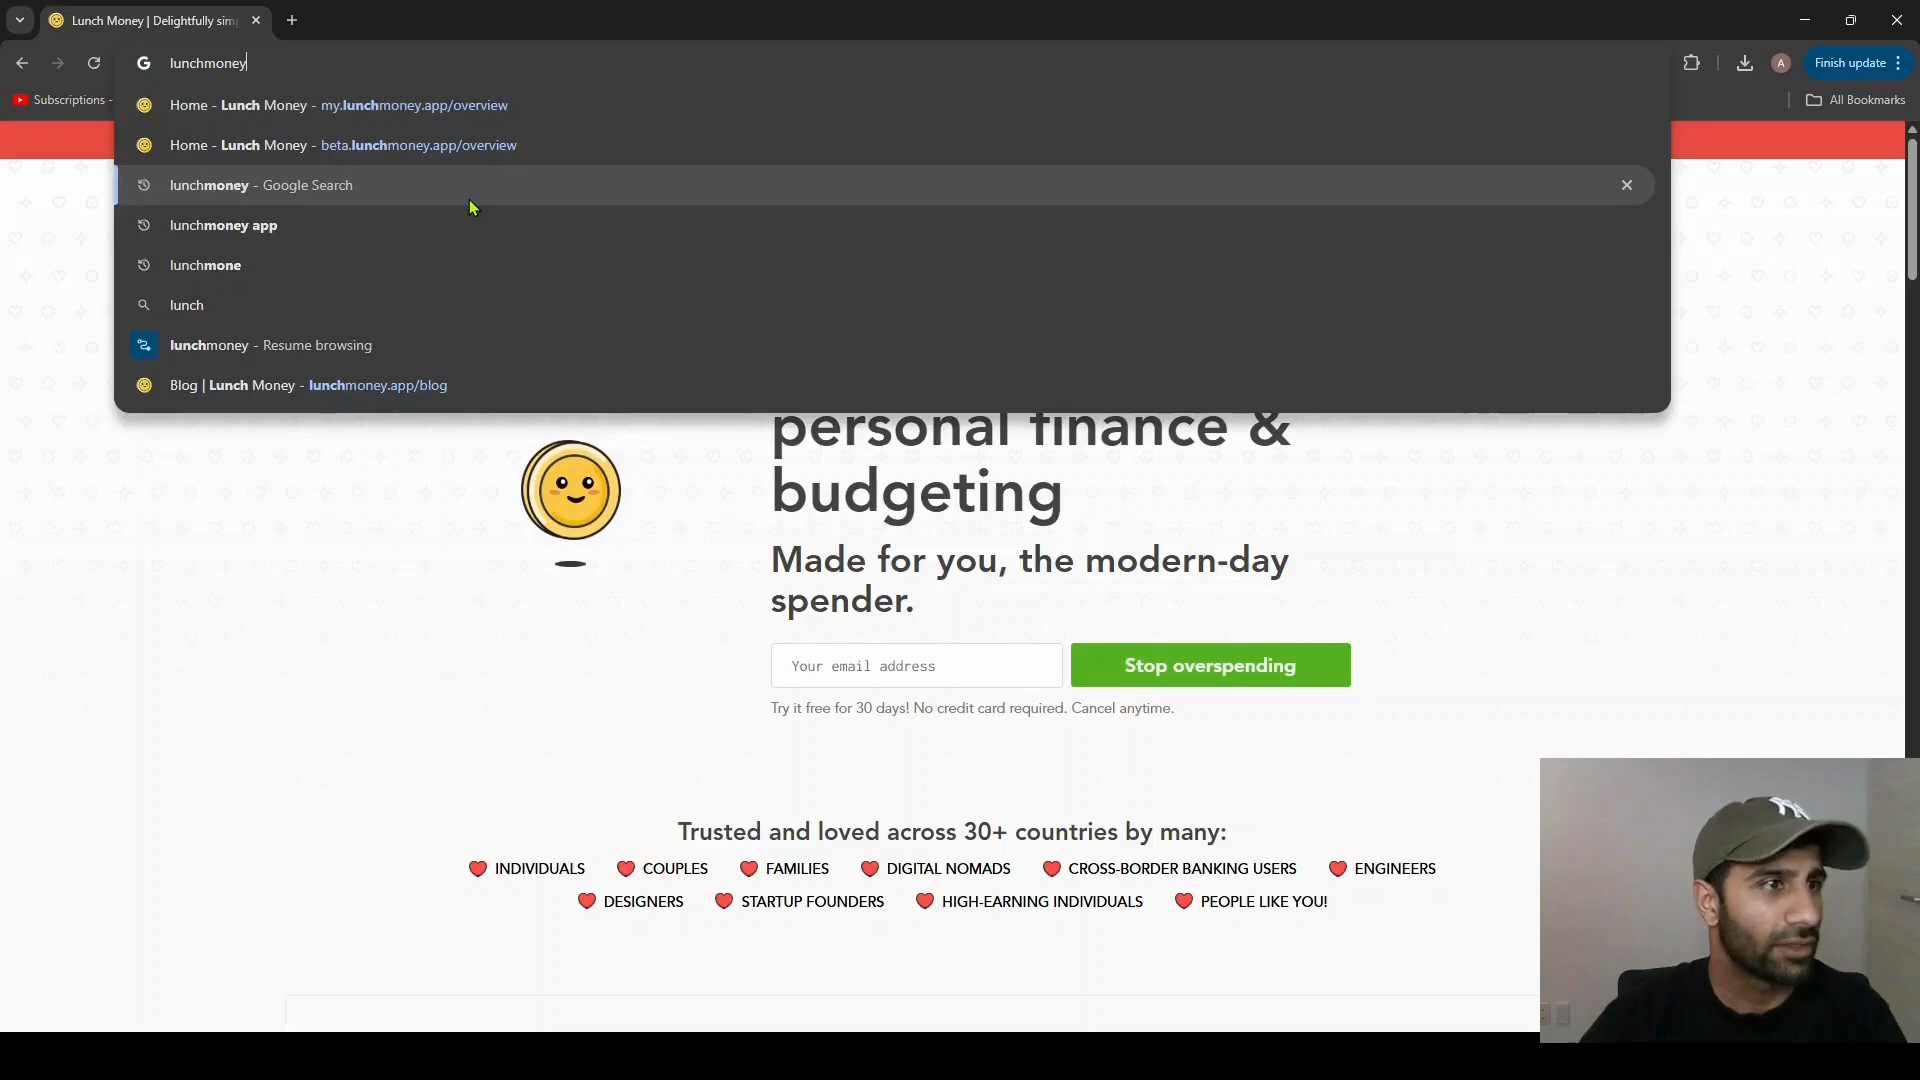 Lunch Money | Delightfully sim
lunchmoney
Finish update
Subscriptions -
All Bookmarks
Home - Lunch Money - my.lunchmoney.app/overview
Home - Lunch Money - beta.lunchmoney.app/overview
lunchmoney - Google Search
lunchmoney app
lunchmone
lunch
lunchmoney - Resume browsing
Blog | Lunch Money - lunchmoney.app/blog
personal finance &
budgeting
Made for you, the modern-day
spender.
Your email address
Stop overspending
Try it free for 30 days! No credit card required. Cancel anytime.
Trusted and loved across 30+ countries by many:
INDIVIDUALS COUPLES FAMILIES DIGITAL NOMADS CROSS-BORDER BANKING USERS ENGINEERS
DESIGNERS STARTUP FOUNDERS HIGH-EARNING INDIVIDUALS PEOPLE LIKE YOU!